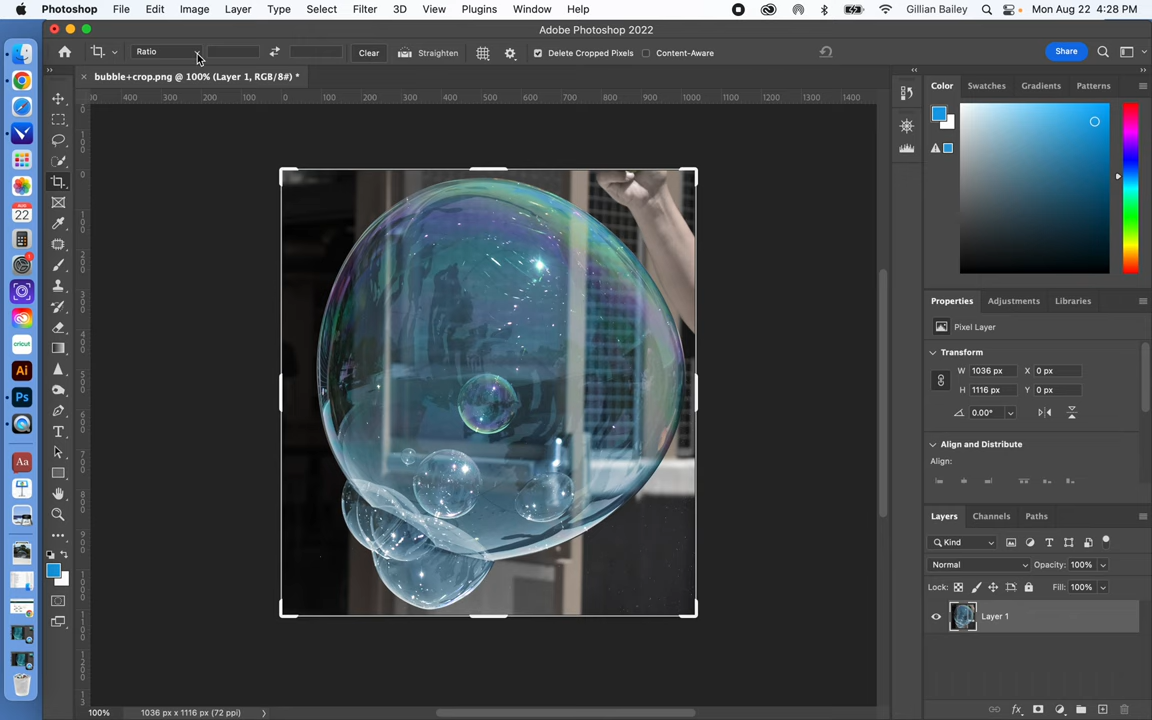 Photoshop File Edit Image Layer Type Select Filter 3D View Plugins Window Help Gillian Bailey Mon Aug 22 4:28 PM
Adobe Photoshop 2022
Ratio Clear Straighten Delete Cropped Pixels Content-Aware Share
bubble+crop.png @ 100% (Layer 1, RGB/8#) *
400 300 200 100 0 100 200 300 400 500 600 700 800 900 1000 1100 1200 1300 1400
Color Swatches Gradients Patterns
Properties Adjustments Libraries
Pixel Layer
Transform
W 1036 px X 0 px
H 1116 px Y 0 px
0.00°
Align and Distribute
Align:
Layers Channels Paths
Kind
Normal Opacity: 100%
Lock: Fill: 100%
Layer 1
AUG
22
cricut
Ai
Ps
Aa
100% 1036 px x 1116 px (72 ppi)